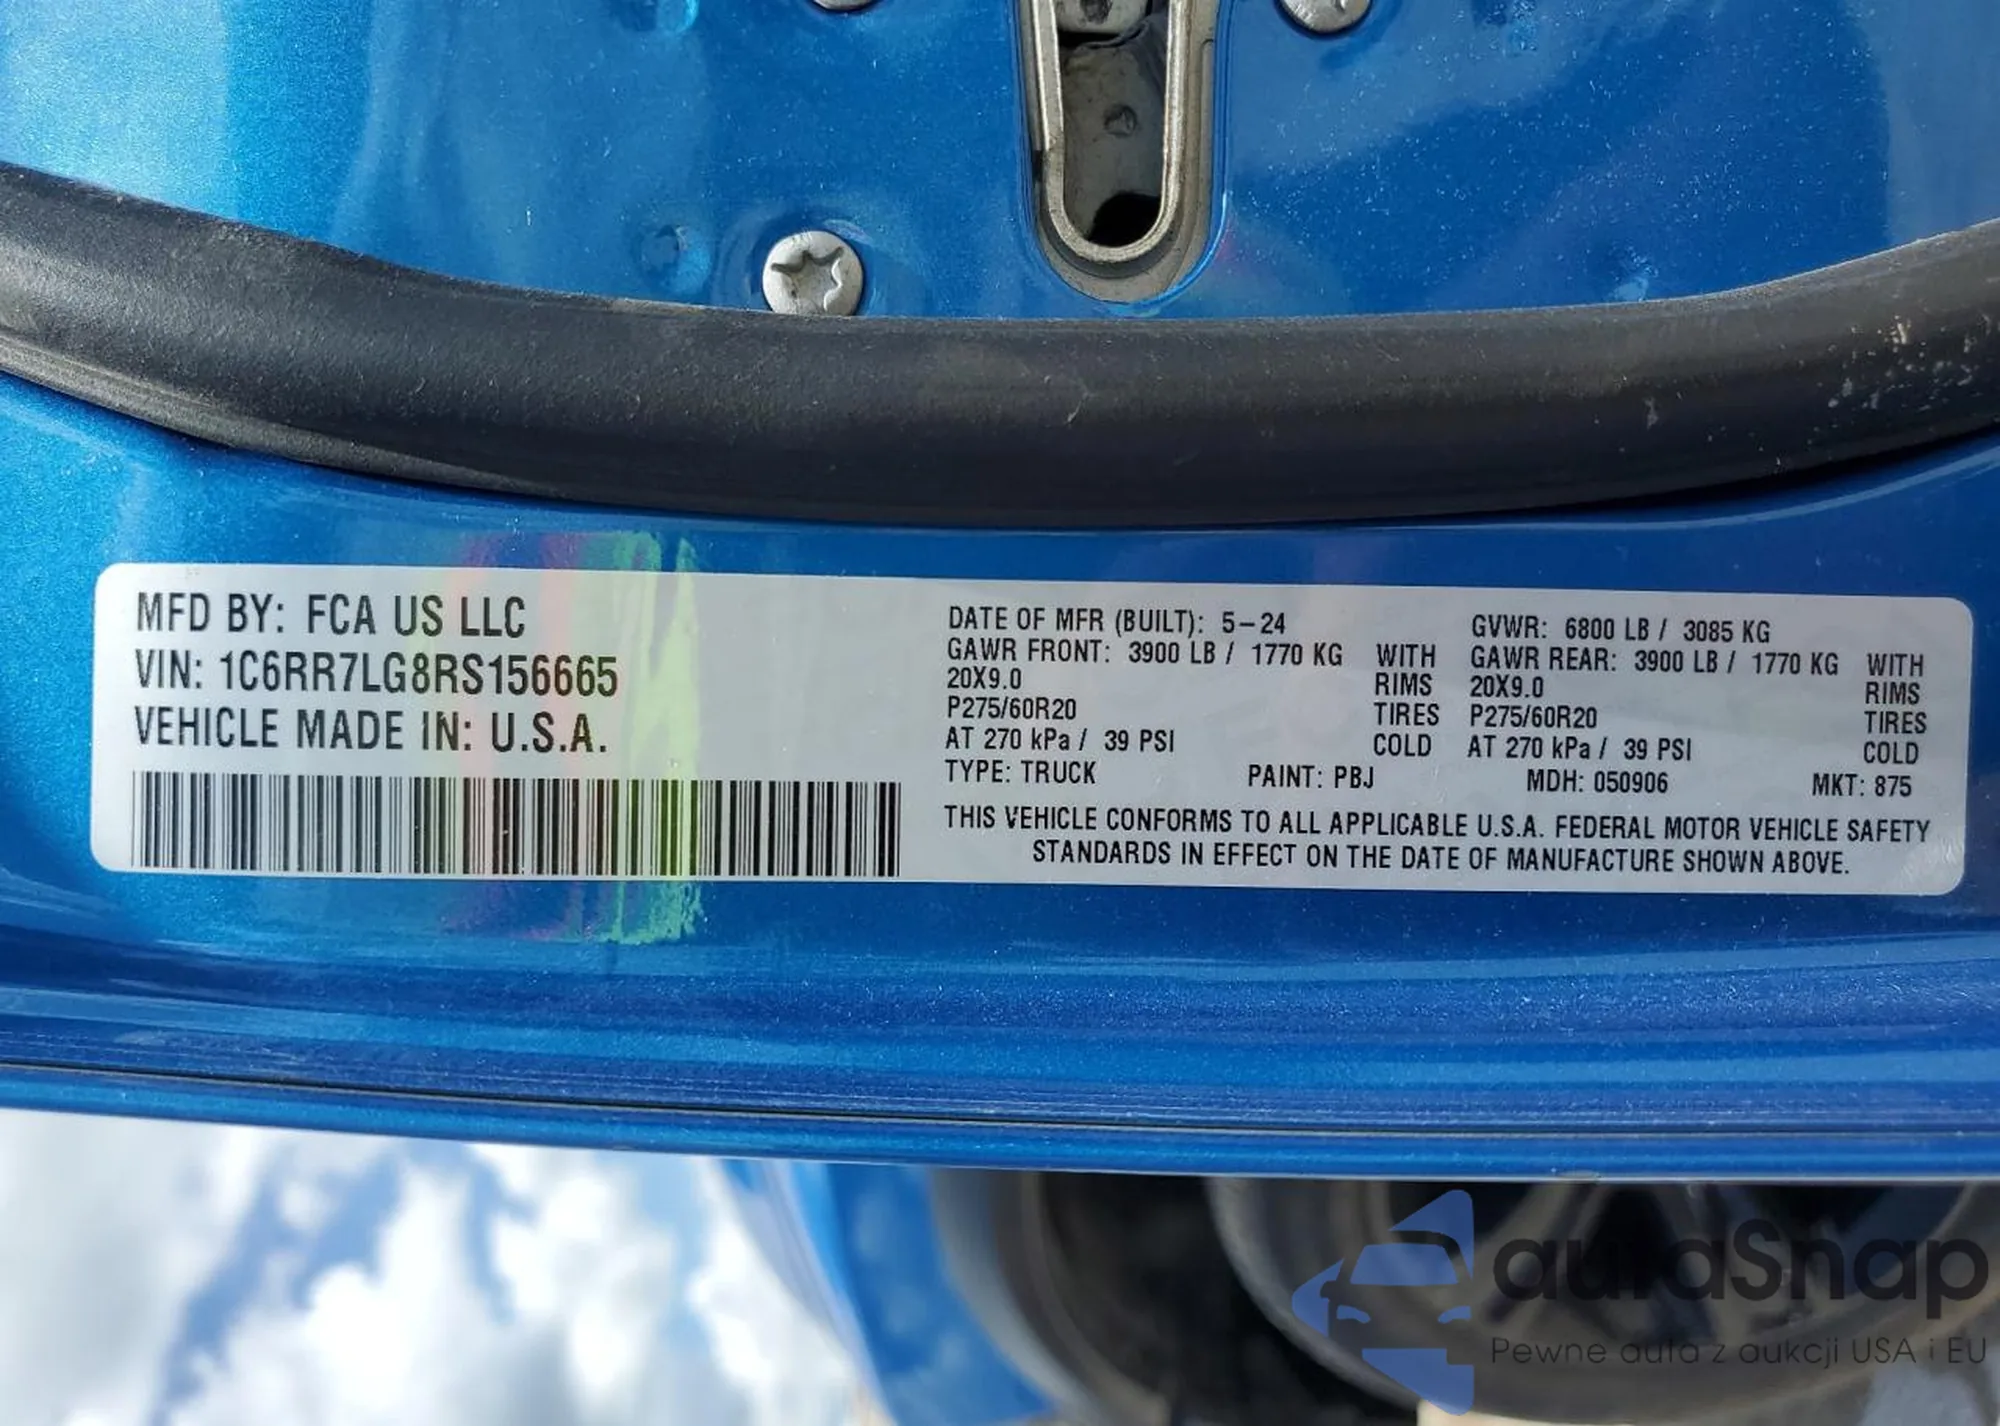 MFD BY: FCA US LLC
VIN: 1C6RR7LG8RS156665
VEHICLE MADE IN: U.S.A.
DATE OF MFR (BUILT): 5-24 GVWR: 6800 LB / 3085 KG
GAWR FRONT: 3900 LB / 1770 KG WITH GAWR REAR: 3900 LB / 1770 KG WITH
20X9.0 RIMS 20X9.0 RIMS
P275/60R20 TIRES P275/60R20 TIRES
AT 270 kPa / 39 PSI COLD AT 270 kPa / 39 PSI COLD
TYPE: TRUCK PAINT: PBJ MDH: 050906 MKT: 875
THIS VEHICLE CONFORMS TO ALL APPLICABLE U.S.A. FEDERAL MOTOR VEHICLE SAFETY
STANDARDS IN EFFECT ON THE DATE OF MANUFACTURE SHOWN ABOVE.
auraSnap
Pewne auta z aukcji USA i EU